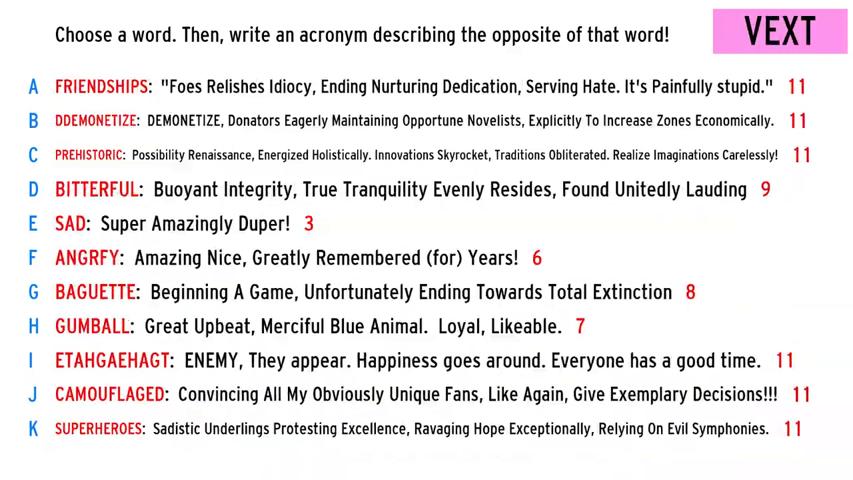 Choose a word. Then, write an acronym describing the opposite of that word!
VEXT
A FRIENDSHIPS: "Foes Relishes Idiocy, Ending Nurturing Dedication, Serving Hate. It's Painfully stupid." 11
B DDEMONETIZE: DEMONETIZE, Donators Eagerly Maintaining Opportune Novelists, Explicitly To Increase Zones Economically. 11
C PREHISTORIC: Possibility Renaissance, Energized Holistically. Innovations Skyrocket, Traditions Obliterated. Realize Imaginations Carelessly! 11
D BITTERFUL: Buoyant Integrity, True Tranquility Evenly Resides, Found Unitedly Lauding 9
E SAD: Super Amazingly Duper! 3
F ANGRFY: Amazing Nice, Greatly Remembered (for) Years! 6
G BAGUETTE: Beginning A Game, Unfortunately Ending Towards Total Extinction 8
H GUMBALL: Great Upbeat, Merciful Blue Animal. Loyal, Likeable. 7
I ETAHGAEHAGT: ENEMY, They appear. Happiness goes around. Everyone has a good time. 11
J CAMOUFLAGED: Convincing All My Obviously Unique Fans, Like Again, Give Exemplary Decisions!!! 11
K SUPERHEROES: Sadistic Underlings Protesting Excellence, Ravaging Hope Exceptionally, Relying On Evil Symphonies. 11